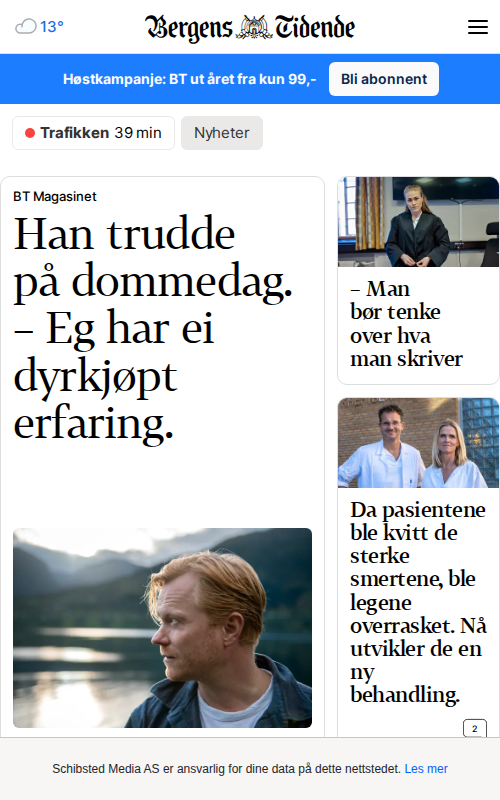 13°
Bergens Tidende
Høstkampanje: BT ut året fra kun 99,-
Bli abonnent
Trafikken 39 min
Nyheter
BT Magasinet
Han trudde
på dommedag.
– Eg har ei
dyrkjøpt
erfaring.
– Man
bør tenke
over hva
man skriver
Da pasientene
ble kvitt de
sterke
smertene, ble
legene
overrasket. Nå
utvikler de en
ny
behandling.
2
Schibsted Media AS er ansvarlig for dine data på dette nettstedet. Les mer